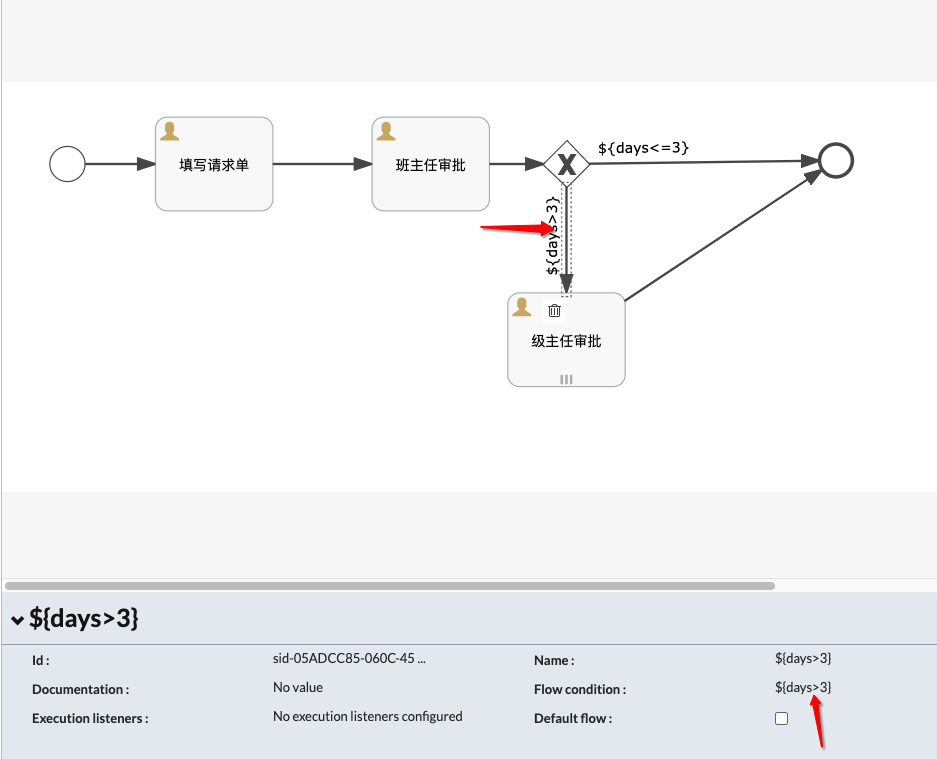 填写请求单
班主任审批
X
${days<=3}
${days>3}
级主任审批
${days>3}
Id :
sid-05ADCC85-060C-45 ...
Name :
${days>3}
Documentation :
No value
Flow condition :
${days>3}
Execution listeners :
No execution listeners configured
Default flow :